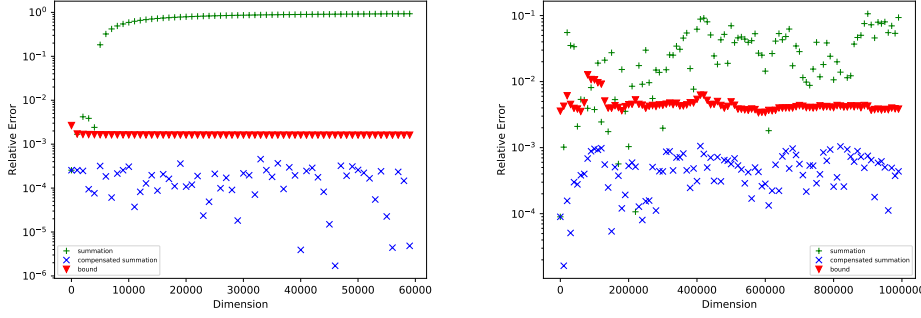 10⁰
10⁻¹
10⁻²
10⁻³
10⁻⁴
10⁻⁵
10⁻⁶
Relative Error
summation
compensated summation
bound
0 10000 20000 30000 40000 50000 60000
Dimension
10⁻¹
10⁻²
10⁻³
10⁻⁴
Relative Error
summation
compensated summation
bound
0 200000 400000 600000 800000 1000000
Dimension